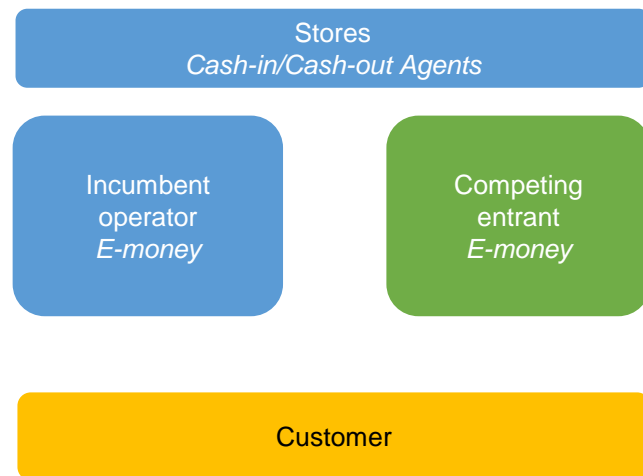 Stores
Cash-in/Cash-out Agents
Incumbent
operator
E-money
Competing
entrant
E-money
Customer